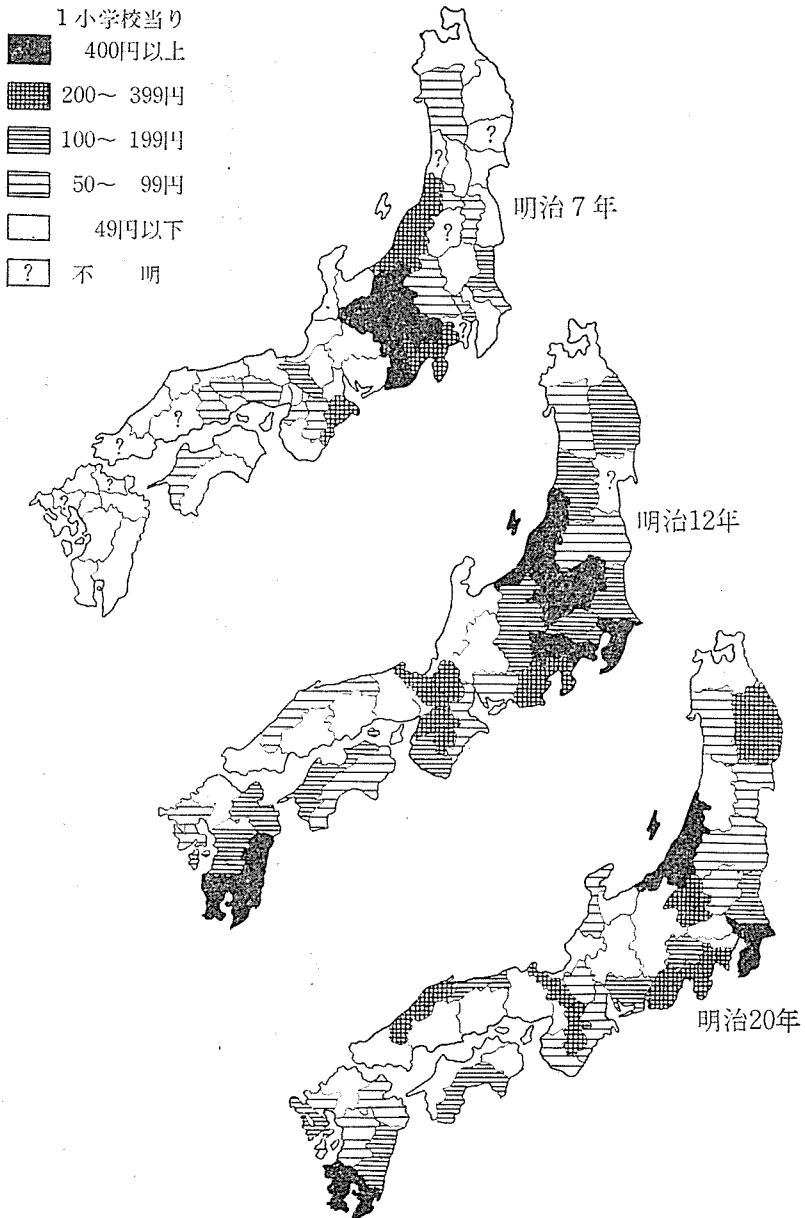 1小学校当り
400円以上
200～ 399円
100～ 199円
50～ 99円
49円以下
? 不 明
明治7年
?
?
?
?
?
?
?
?
明治12年
?
明治20年